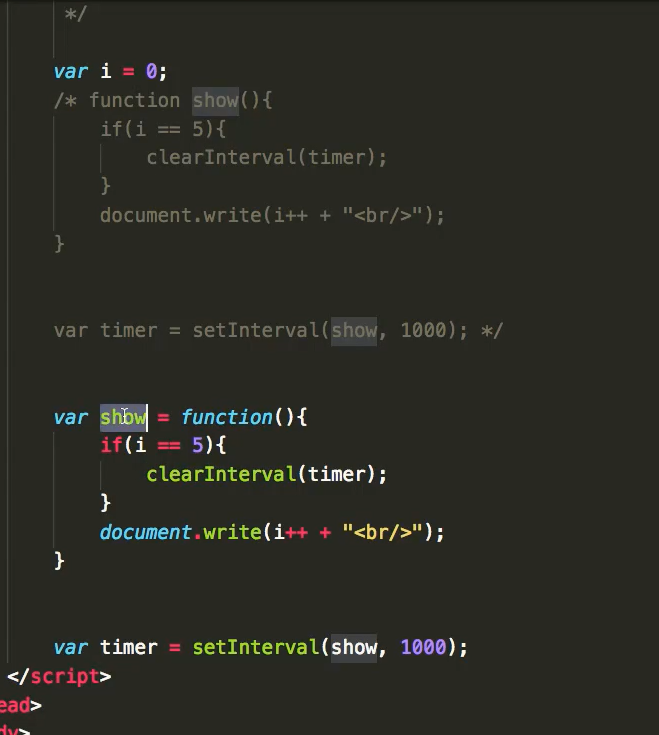 */
var i = 0;
/* function show(){
if(i == 5){
clearInterval(timer);
}
document.write(i++ + "<br/>");
}
var timer = setInterval(show, 1000); */
var show = function(){
if(i == 5){
clearInterval(timer);
}
document.write(i++ + "<br/>");
}
var timer = setInterval(show, 1000);
</script>
ead>
dy>